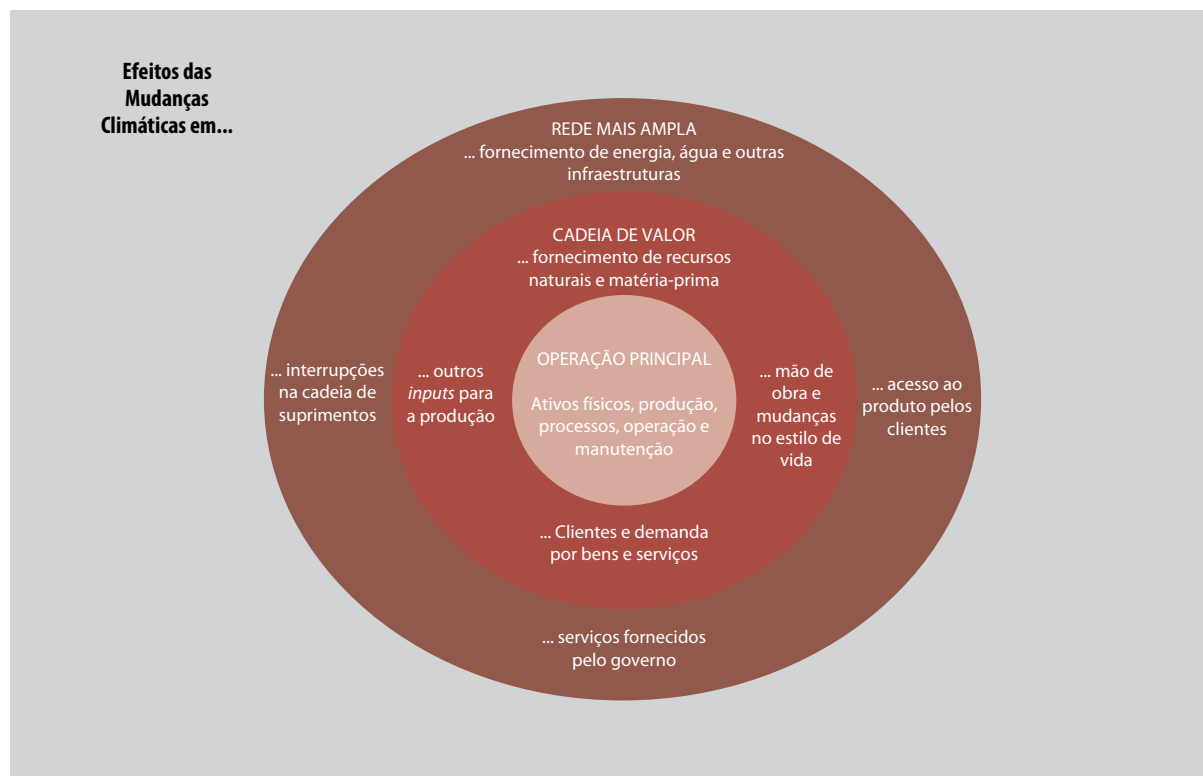 Efeitos das
Mudanças
Climáticas em...
REDE MAIS AMPLA
... fornecimento de energia, água e outras
infraestruturas
CADEIA DE VALOR
... fornecimento de recursos
naturais e matéria-prima
... interrupções
na cadeia de
suprimentos
... outros
inputs para
a produção
OPERAÇÃO PRINCIPAL
Ativos físicos, produção,
processos, operação e
manutenção
... mão de
obra e
mudanças
no estilo de
vida
... acesso ao
produto pelos
clientes
... Clientes e demanda
por bens e serviços
... serviços fornecidos
pelo governo